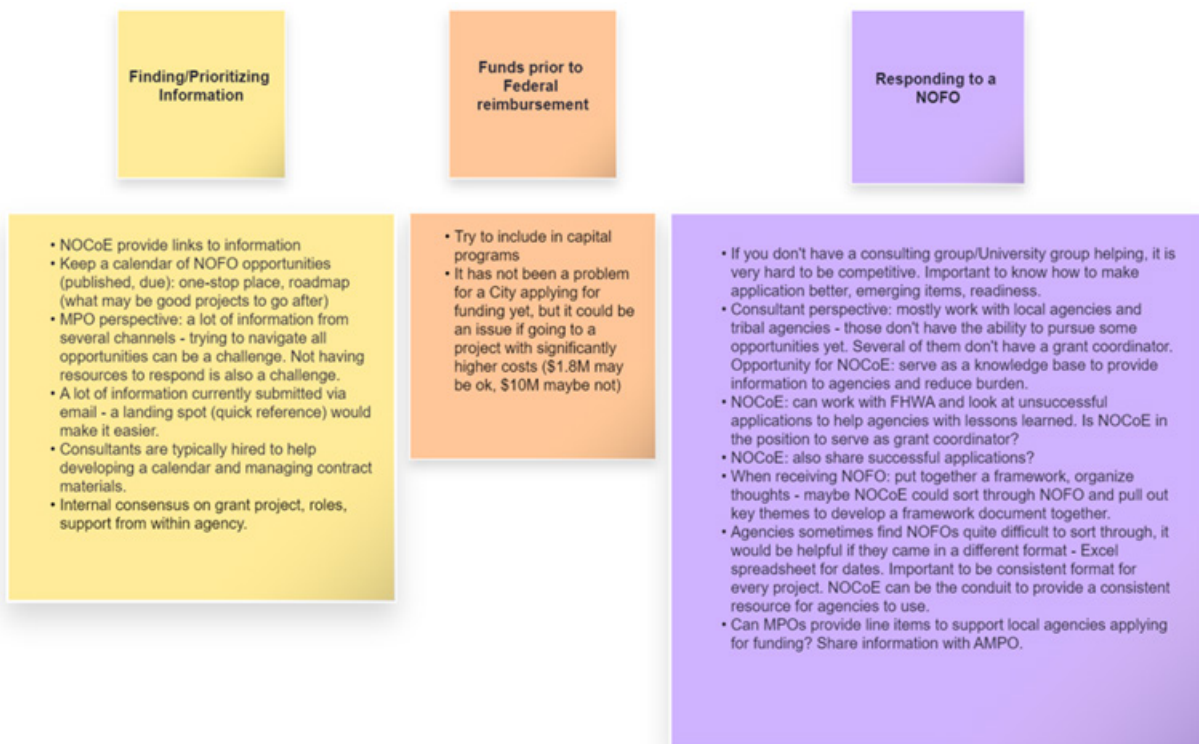 Finding/Prioritizing
Information
Funds prior to
Federal
reimbursement
Responding to a
NOFO
• NOCoE provide links to information
• Keep a calendar of NOFO opportunities
(published, due): one-stop place, roadmap
(what may be good projects to go after)
• MPO perspective: a lot of information from
several channels - trying to navigate all
opportunities can be a challenge. Not having
resources to respond is also a challenge.
• A lot of information currently submitted via
email - a landing spot (quick reference) would
make it easier.
• Consultants are typically hired to help
developing a calendar and managing contract
materials.
• Internal consensus on grant project, roles,
support from within agency.
• Try to include in capital
programs
• It has not been a problem
for a City applying for
funding yet, but it could be
an issue if going to a
project with significantly
higher costs ($1.8M may
be ok, $10M maybe not)
• If you don't have a consulting group/University group helping, it is
very hard to be competitive. Important to know how to make
application better, emerging items, readiness.
• Consultant perspective: mostly work with local agencies and
tribal agencies - those don't have the ability to pursue some
opportunities yet. Several of them don't have a grant coordinator.
Opportunity for NOCoE: serve as a knowledge base to provide
information to agencies and reduce burden.
• NOCoE: can work with FHWA and look at unsuccessful
applications to help agencies with lessons learned. Is NOCoE in
the position to serve as grant coordinator?
• NOCoE: also share successful applications?
• When receiving NOFO: put together a framework, organize
thoughts - maybe NOCoE could sort through NOFO and pull out
key themes to develop a framework document together.
• Agencies sometimes find NOFOs quite difficult to sort through, it
would be helpful if they came in a different format - Excel
spreadsheet for dates. Important to be consistent format for
every project. NOCoE can be the conduit to provide a consistent
resource for agencies to use.
• Can MPOs provide line items to support local agencies applying
for funding? Share information with AMPO.